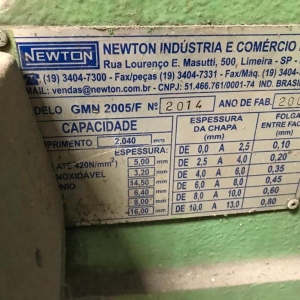 NEWTON NEWTON INDÚSTRIA E COMÉRCIO
Rua Lourenço E. Masutti, 500, Limeira - SP -
(19) 3404-7300 - Fax/peças (19) 3404-7331 - Fax/Máq. (19) 3404-
MAIL: vendas@newton.com.br - CNPJ: 51.466.761/0001-74 IND. BRASIL
DELO GMN 2005/F Nº 2014 ANO DE FAB. 20
CAPACIDADE
PRIMENTO 2.040 mm
ESPESSURA:
ATÉ 420N/mm²) 5,00 mm
OXIDÁVEL 3,20 mm
NIO 14,50 mm
6,40 mm
8,00 mm
16,00 mm
ESPESSURA DA CHAPA (mm)
FOLGA ENTRE FAC
DE 0,0 A 2,5 0,10
DE 2,5 A 4,0 0,20
DE 4,0 A 6,0 0,35
DE 6,0 A 8,0 0,45
DE 8,0 A 10,0 0,60
DE 10,0 A 13,0 0,80